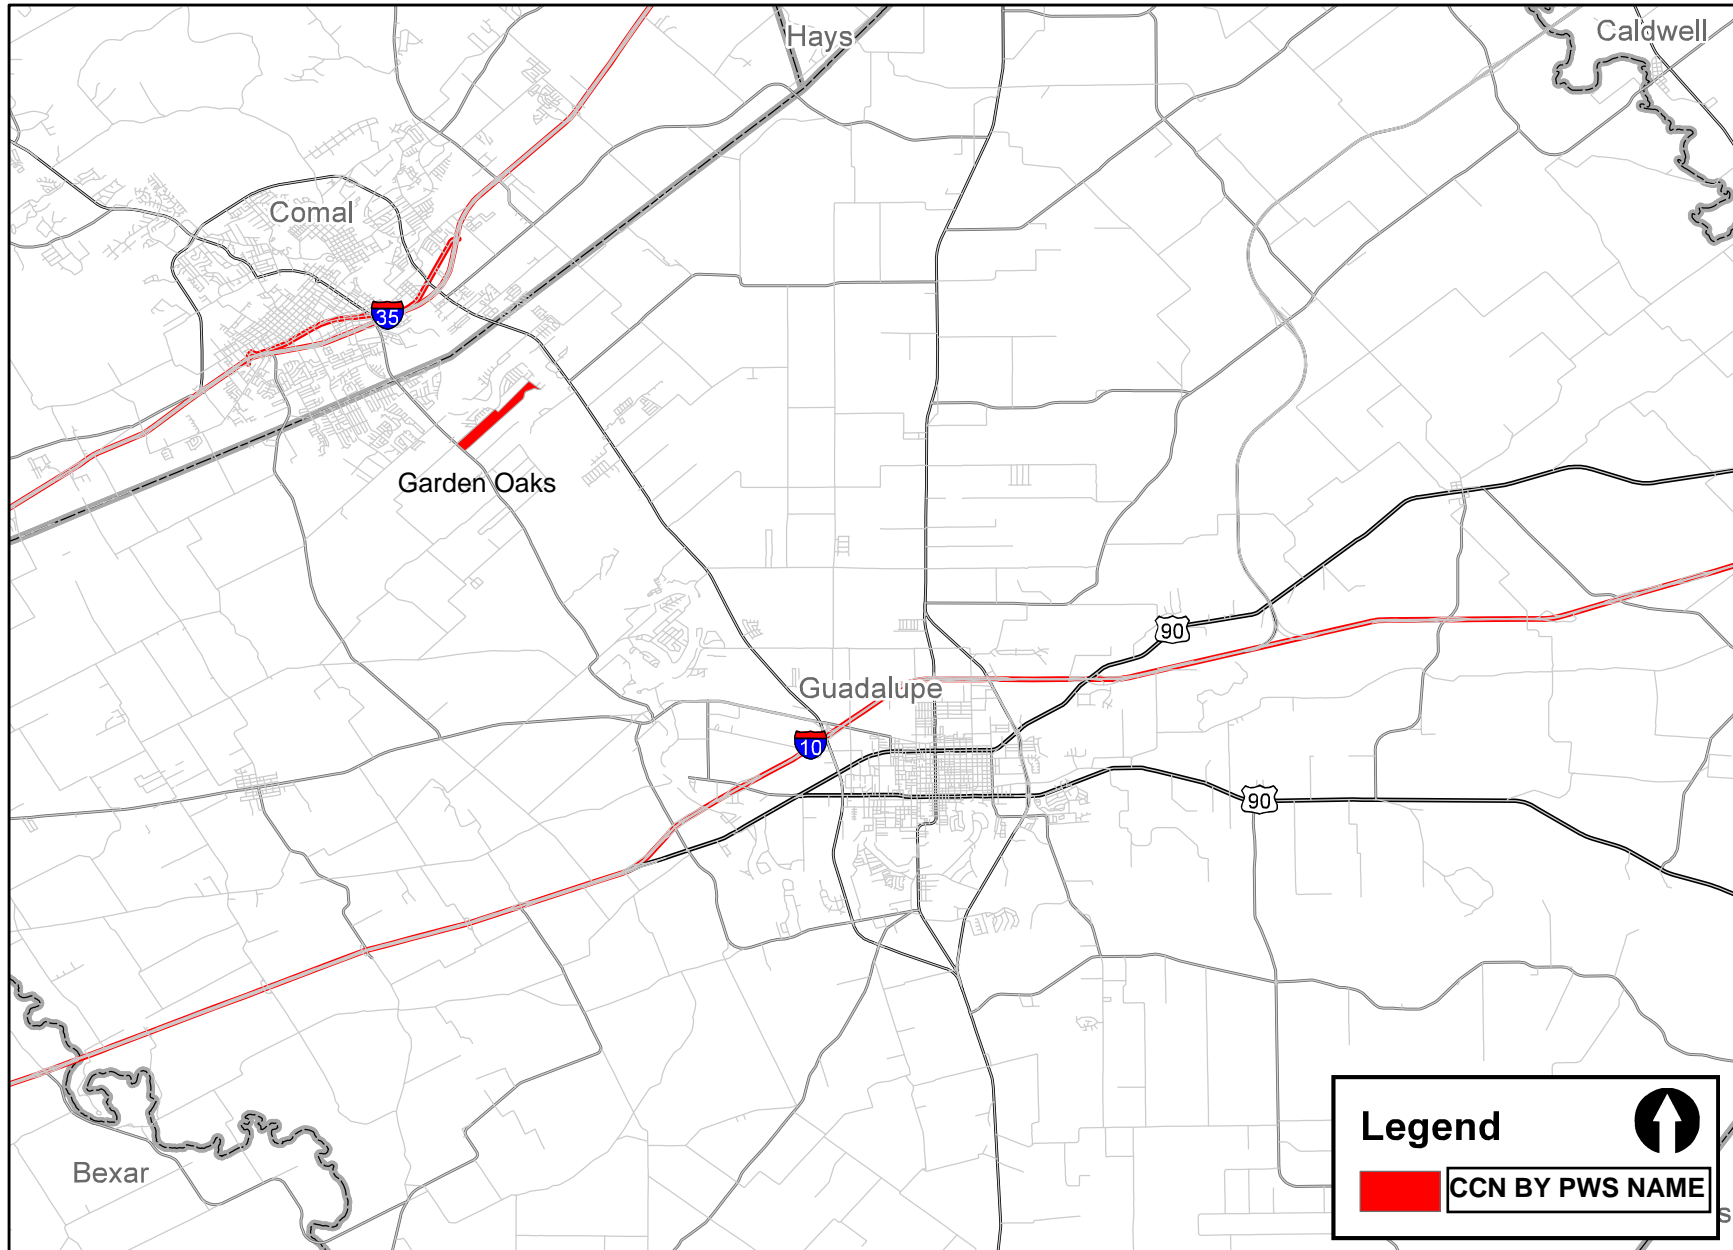 Hays
Caldwell
Comal
35
Garden Oaks
90
Guadalupe
10
90
Legend
CCN BY PWS NAME
Bexar
s